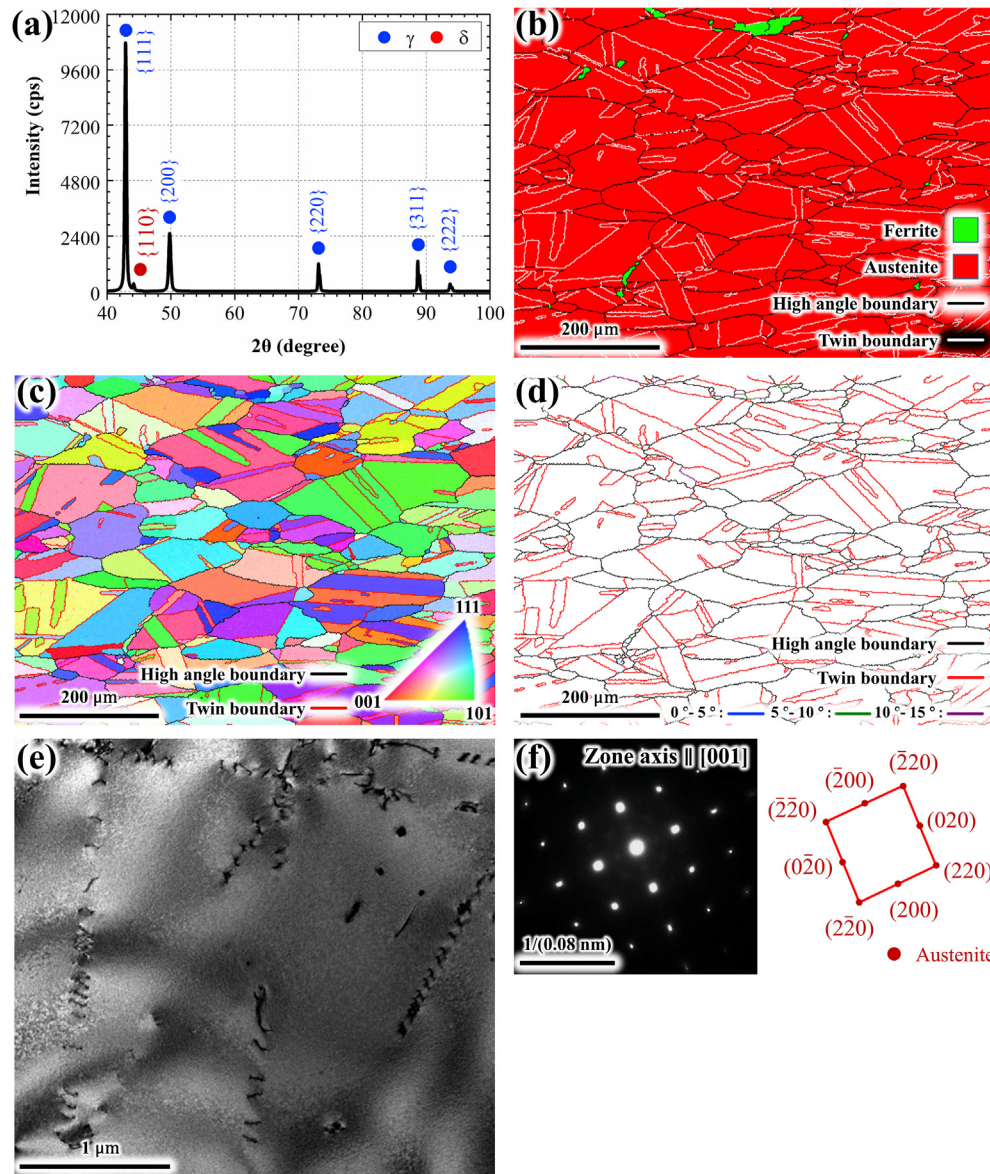 (a)
12000
9600
7200
4800
2400
0
Intensity (cps)
γ
δ
{111}
{110}
{200}
{220}
{311}
{222}
40
50
60
70
80
90
100
2θ (degree)
(b)
Ferrite
Austenite
High angle boundary
Twin boundary
200 μm
(c)
High angle boundary
Twin boundary
200 μm
111
001
101
(d)
High angle boundary
Twin boundary
200 μm
0°-5°:
5°-10°:
10°-15°:
(e)
1 μm
(f)
Zone axis ∥ [001]
1/(0.08 nm)
(2̅20)
(2̅00)
(2̅2̅0)
(020)
(02̅0)
(220)
(200)
(22̅0)
Austenite